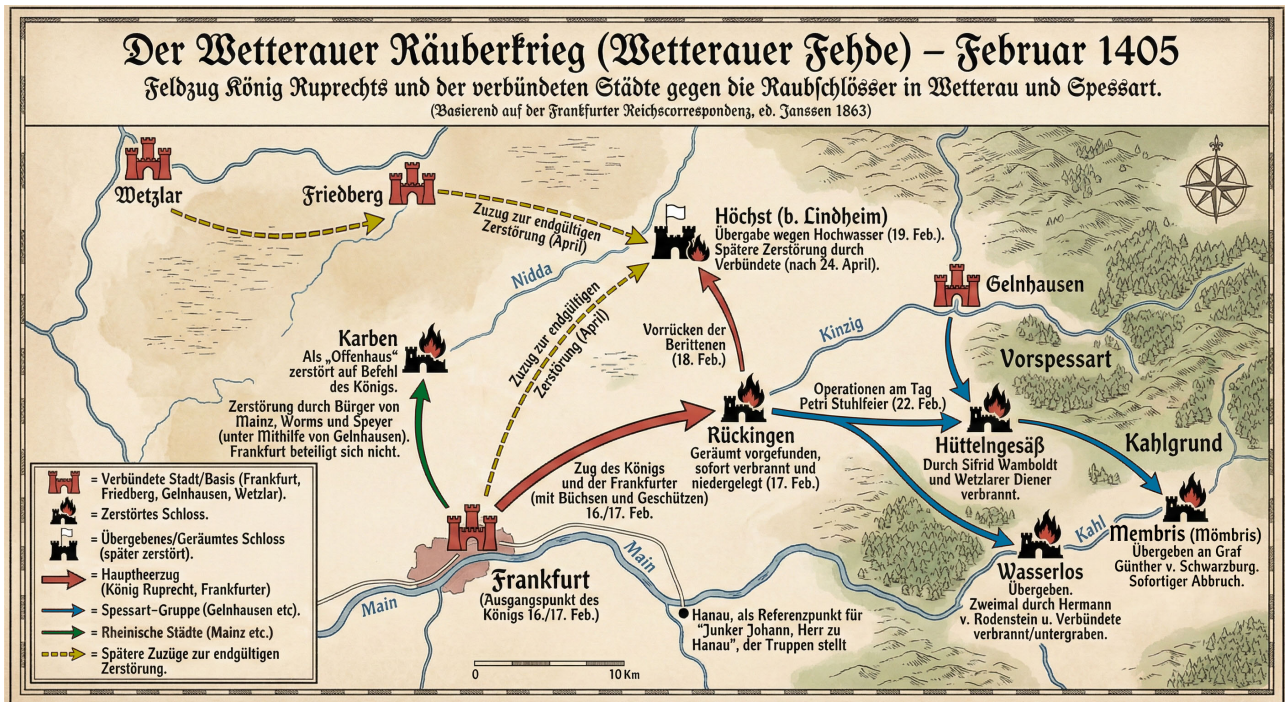 Der Wetterauer Räuberkrieg (Wetterauer Fehde) – Februar 1405
Feldzug König Ruprechts und der verbündeten Städte gegen die Raubſchlösser in Wetterau und Spessart.
(Basierend auf der Frankfurter Reichscorrespondenz, ed. Janssen 1863)
Wetzlar
Friedberg
Zuzug zur endgültigen
Zerstörung (April)
Höchst (b. Lindheim)
Übergabe wegen Hochwasser (19. Feb.).
Spätere Zerstörung durch
Verbündete (nach 24. April).
Nidda
Gelnhausen
Kinzig
Karben
Als „Offenhaus“
zerstört auf Befehl
des Königs.
Zerstörung durch Bürger von
Mainz, Worms und Speyer
(unter Mithilfe von Gelnhausen).
Frankfurt beteiligt sich nicht.
Zuzug zur endgültigen
Zerstörung (April)
Vorrücken der
Berittenen
(18. Feb.)
Vorspessart
Operationen am Tag
Petri Stuhlfeier (22. Feb.)
Rückingen
Geräumt vorgefunden,
sofort verbrannt und
niedergelegt (17. Feb.)
Hüttelngesäß
Durch Sifrid Wamboldt
und Wetzlarer Diener
verbrannt.
Kahlgrund
Zug des Königs
und der Frankfurter
(mit Büchsen und Geschützen)
16./17. Feb.
Kahl
Membris (Mömbris)
Übergeben an Graf
Günther v. Schwarzburg.
Sofortiger Abbruch.
Wasserlos
Übergeben.
Zweimal durch Hermann
v. Rodenstein u. Verbündete
verbrannt/untergraben.
Main
Frankfurt
(Ausgangspunkt des
Königs 16./17. Feb.)
Main
Hanau, als Referenzpunkt für
"Junker Johann, Herr zu
Hanau", der Truppen stellt
0 10 Km
= Verbündete Stadt/Basis (Frankfurt,
Friedberg, Gelnhausen, Wetzlar).
= Zerstörtes Schloss.
= Übergebenes/Geräumtes Schloss
(später zerstört).
= Hauptheerzug
(König Ruprecht, Frankfurter)
= Spessart-Gruppe (Gelnhausen etc).
= Rheinische Städte (Mainz etc.)
= Spätere Zuzüge zur endgültigen
Zerstörung.